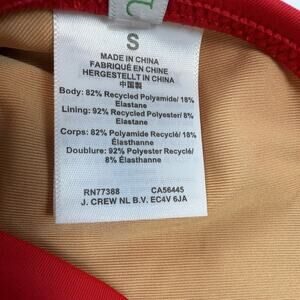 S
MADE IN CHINA
FABRIQUÉ EN CHINE
HERGESTELLT IN CHINA
中国製
Body: 82% Recycled Polyamide/ 18%
Elastane
Lining: 92% Recycled Polyester/ 8%
Elastane
Corps: 82% Polyamide Recyclé/ 18%
Élasthanne
Doublure: 92% Polyester Recyclé/
8% Élasthanne
RN77388 CA56445
J. CREW NL B.V. EC4V 6JA